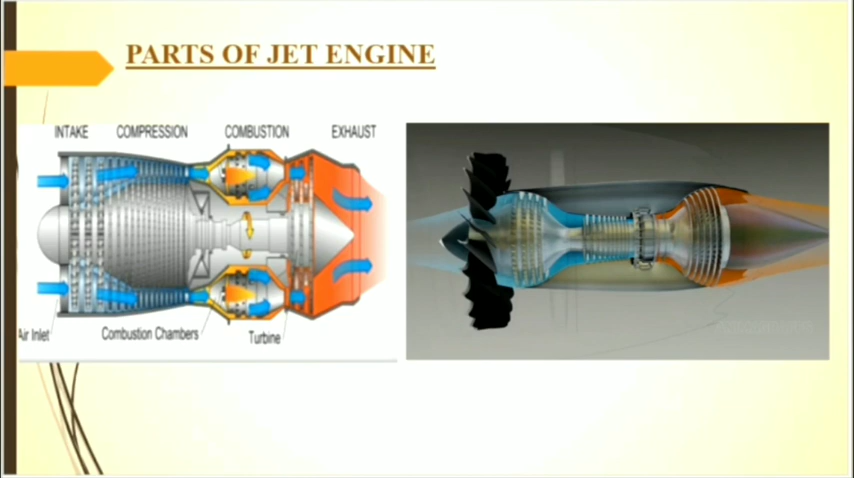 PARTS OF JET ENGINE
INTAKE COMPRESSION COMBUSTION EXHAUST
Air Inlet Combustion Chambers Turbine